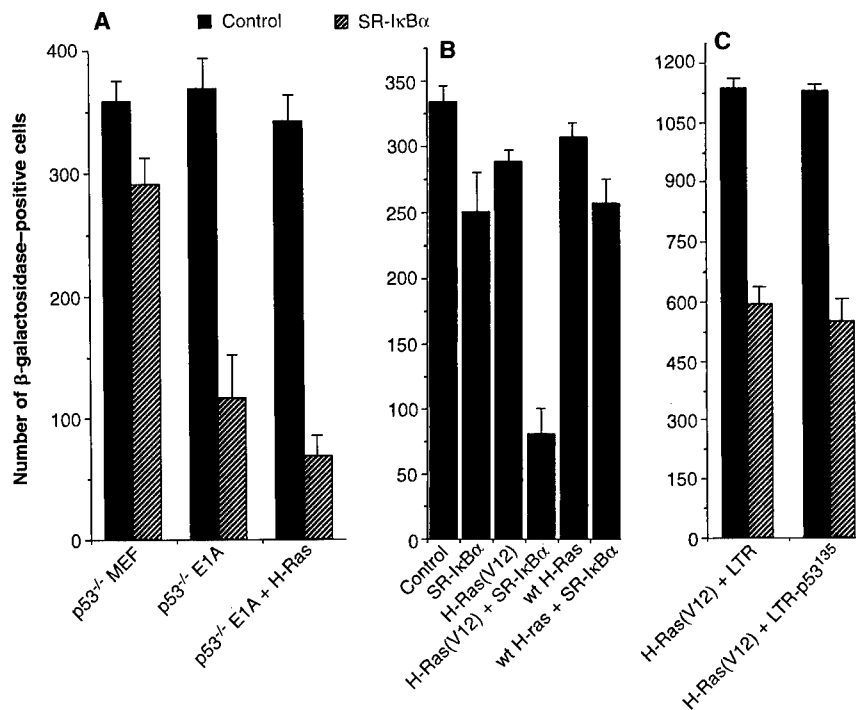 Control
SR-IκBα
A
B
C
Number of β-galactosidase–positive cells
400
300
200
100
0
p53-/- MEF
p53-/- E1A
p53-/- E1A + H-Ras
350
300
250
200
150
100
50
0
Control
SR-IκBα
H-Ras(V12)
H-Ras(V12) + SR-IκBα
wt H-Ras
wt H-ras + SR-IκBα
1200
1050
900
750
600
450
300
150
0
H-Ras(V12) + LTR
H-Ras(V12) + LTR-p53135